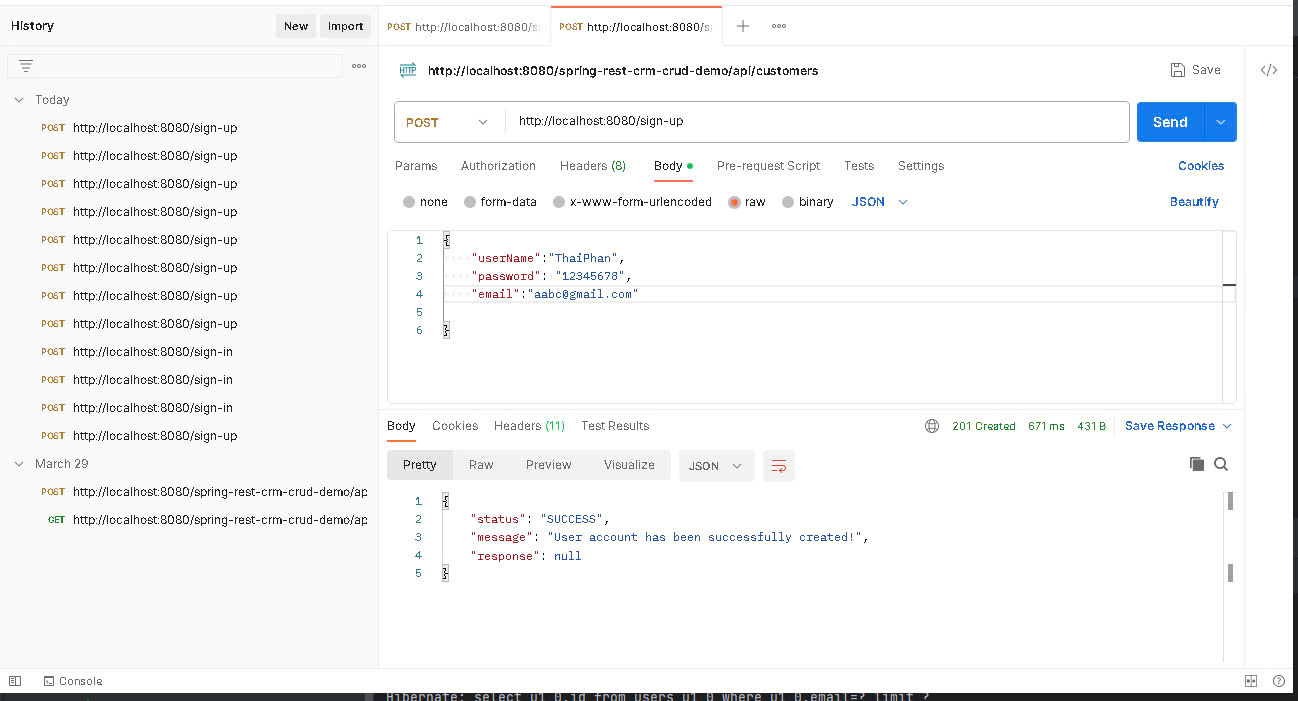 History
New
Import
Today
POST http://localhost:8080/sign-up
POST http://localhost:8080/sign-up
POST http://localhost:8080/sign-up
POST http://localhost:8080/sign-up
POST http://localhost:8080/sign-up
POST http://localhost:8080/sign-up
POST http://localhost:8080/sign-up
POST http://localhost:8080/sign-up
POST http://localhost:8080/sign-in
POST http://localhost:8080/sign-in
POST http://localhost:8080/sign-in
POST http://localhost:8080/sign-up
March 29
POST http://localhost:8080/spring-rest-crm-crud-demo/ap
GET http://localhost:8080/spring-rest-crm-crud-demo/ap
POST http://localhost:8080/s
POST http://localhost:8080/s
HTTP http://localhost:8080/spring-rest-crm-crud-demo/api/customers
Save
POST http://localhost:8080/sign-up
Send
Params Authorization Headers (8) Body Pre-request Script Tests Settings Cookies
none form-data x-www-form-urlencoded raw binary JSON Beautify
1 {
2 "userName":"ThaiPhan",
3 "password": "12345678",
4 "email":"aabc@gmail.com"
5
6 }
Body Cookies Headers (11) Test Results 201 Created 671 ms 431 B Save Response
Pretty Raw Preview Visualize JSON
1 {
2 "status": "SUCCESS",
3 "message": "User account has been successfully created!",
4 "response": null
5 }
Console
Hibernate: select u1_0.id from users u1_0 where u1_0.email=? limit ?